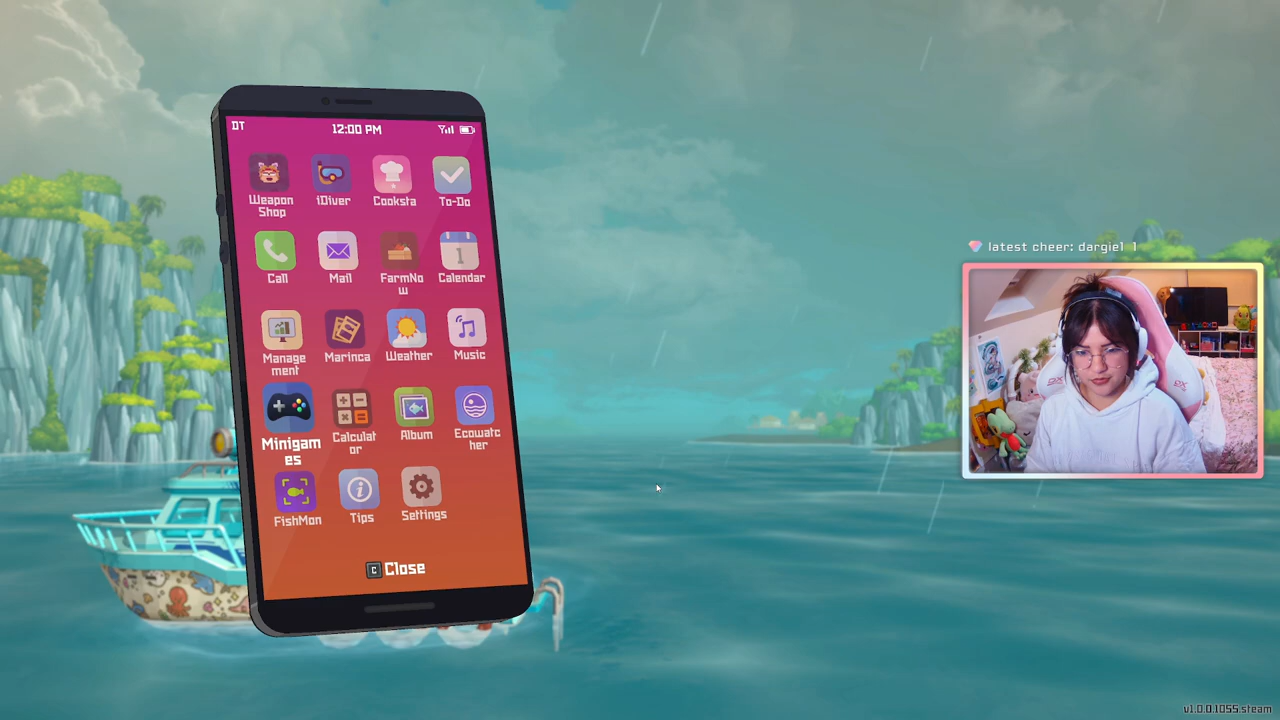 DT
12:00 PM
Weapon
Shop
iDiver
Cooksta
To-Do
Call
Mail
FarmNo
w
Calendar
1
Manage
ment
Marinca
Weather
Music
Minigam
es
Calculat
or
Album
Ecowatc
her
FishMon
Tips
Settings
C Close
latest cheer: dargiel 1
v1.0.0.1055.steam